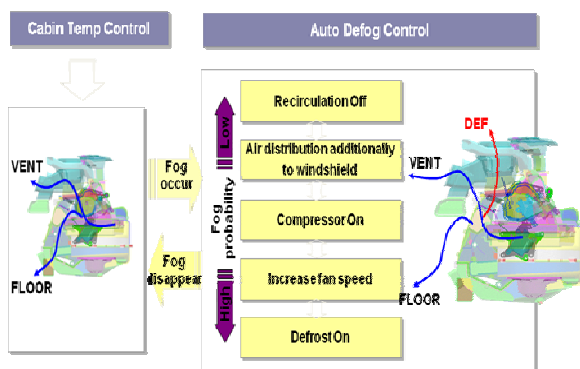 Cabin Temp Control
Auto Defog Control
VENT
FLOOR
Fog
occur
Fog
disappear
Low
Fog
probability
High
Recirculation Off
Air distribution additionally
to windshield
Compressor On
Increase fan speed
Defrost On
DEF
VENT
FLOOR